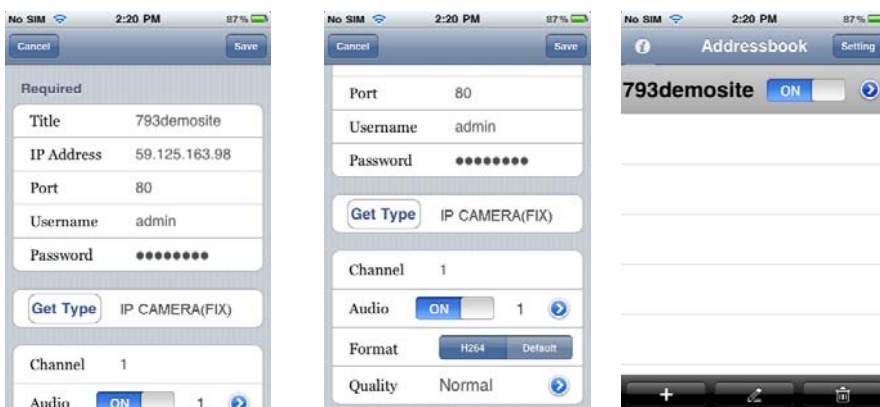 No SIM 2:20 PM 87%
Cancel Save
Required
Title 793demosite
IP Address 59.125.163.98
Port 80
Username admin
Password ●●●●●●●●
Get Type IP CAMERA(FIX)
Channel 1
Audio ON 1
No SIM 2:20 PM 87%
Cancel Save
Port 80
Username admin
Password ●●●●●●●●
Get Type IP CAMERA(FIX)
Channel 1
Audio ON 1
Format H264 Default
Quality Normal
No SIM 2:20 PM 87%
i Addressbook Setting
793demosite ON